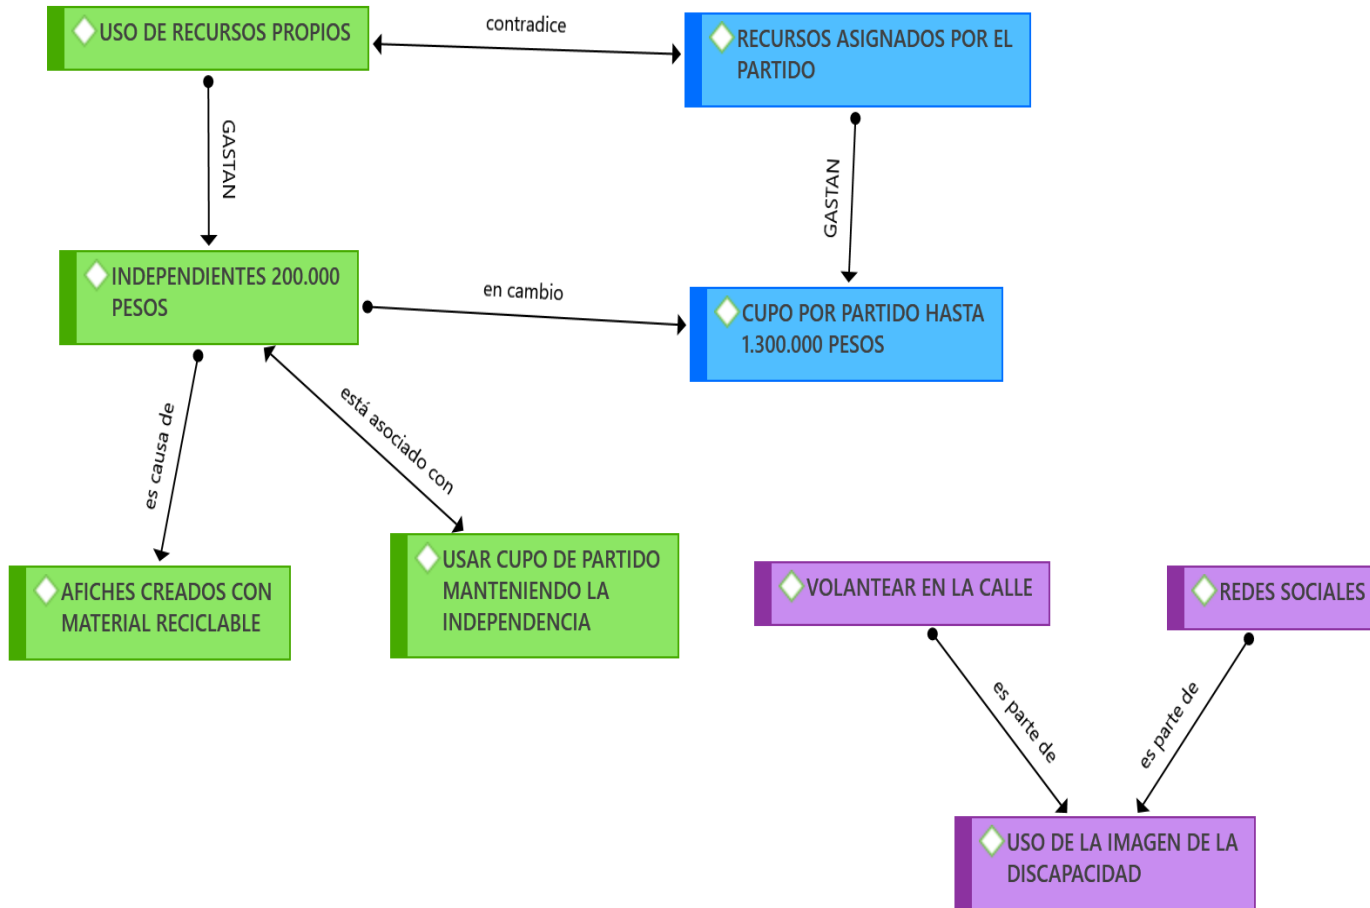 USO DE RECURSOS PROPIOS
contradice
RECURSOS ASIGNADOS POR EL
PARTIDO
GASTAN
GASTAN
INDEPENDIENTES 200.000
PESOS
en cambio
CUPO POR PARTIDO HASTA
1.300.000 PESOS
es causa de
está asociado con
AFICHES CREADOS CON
MATERIAL RECICLABLE
USAR CUPO DE PARTIDO
MANTENIENDO LA
INDEPENDENCIA
VOLANTEAR EN LA CALLE
REDES SOCIALES
es parte de
es parte de
USO DE LA IMAGEN DE LA
DISCAPACIDAD